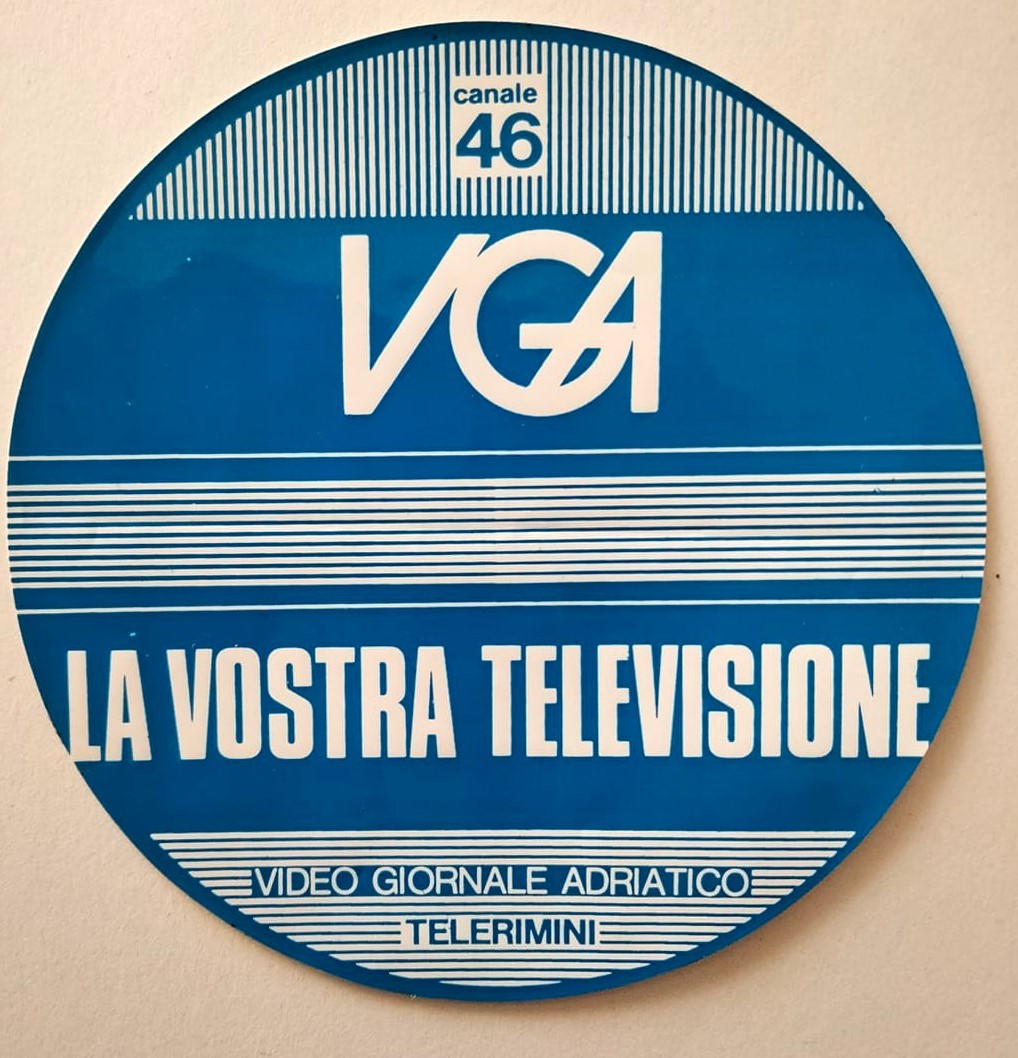 canale
46
VGA
LA VOSTRA TELEVISIONE
VIDEO GIORNALE ADRIATICO
TELERIMINI